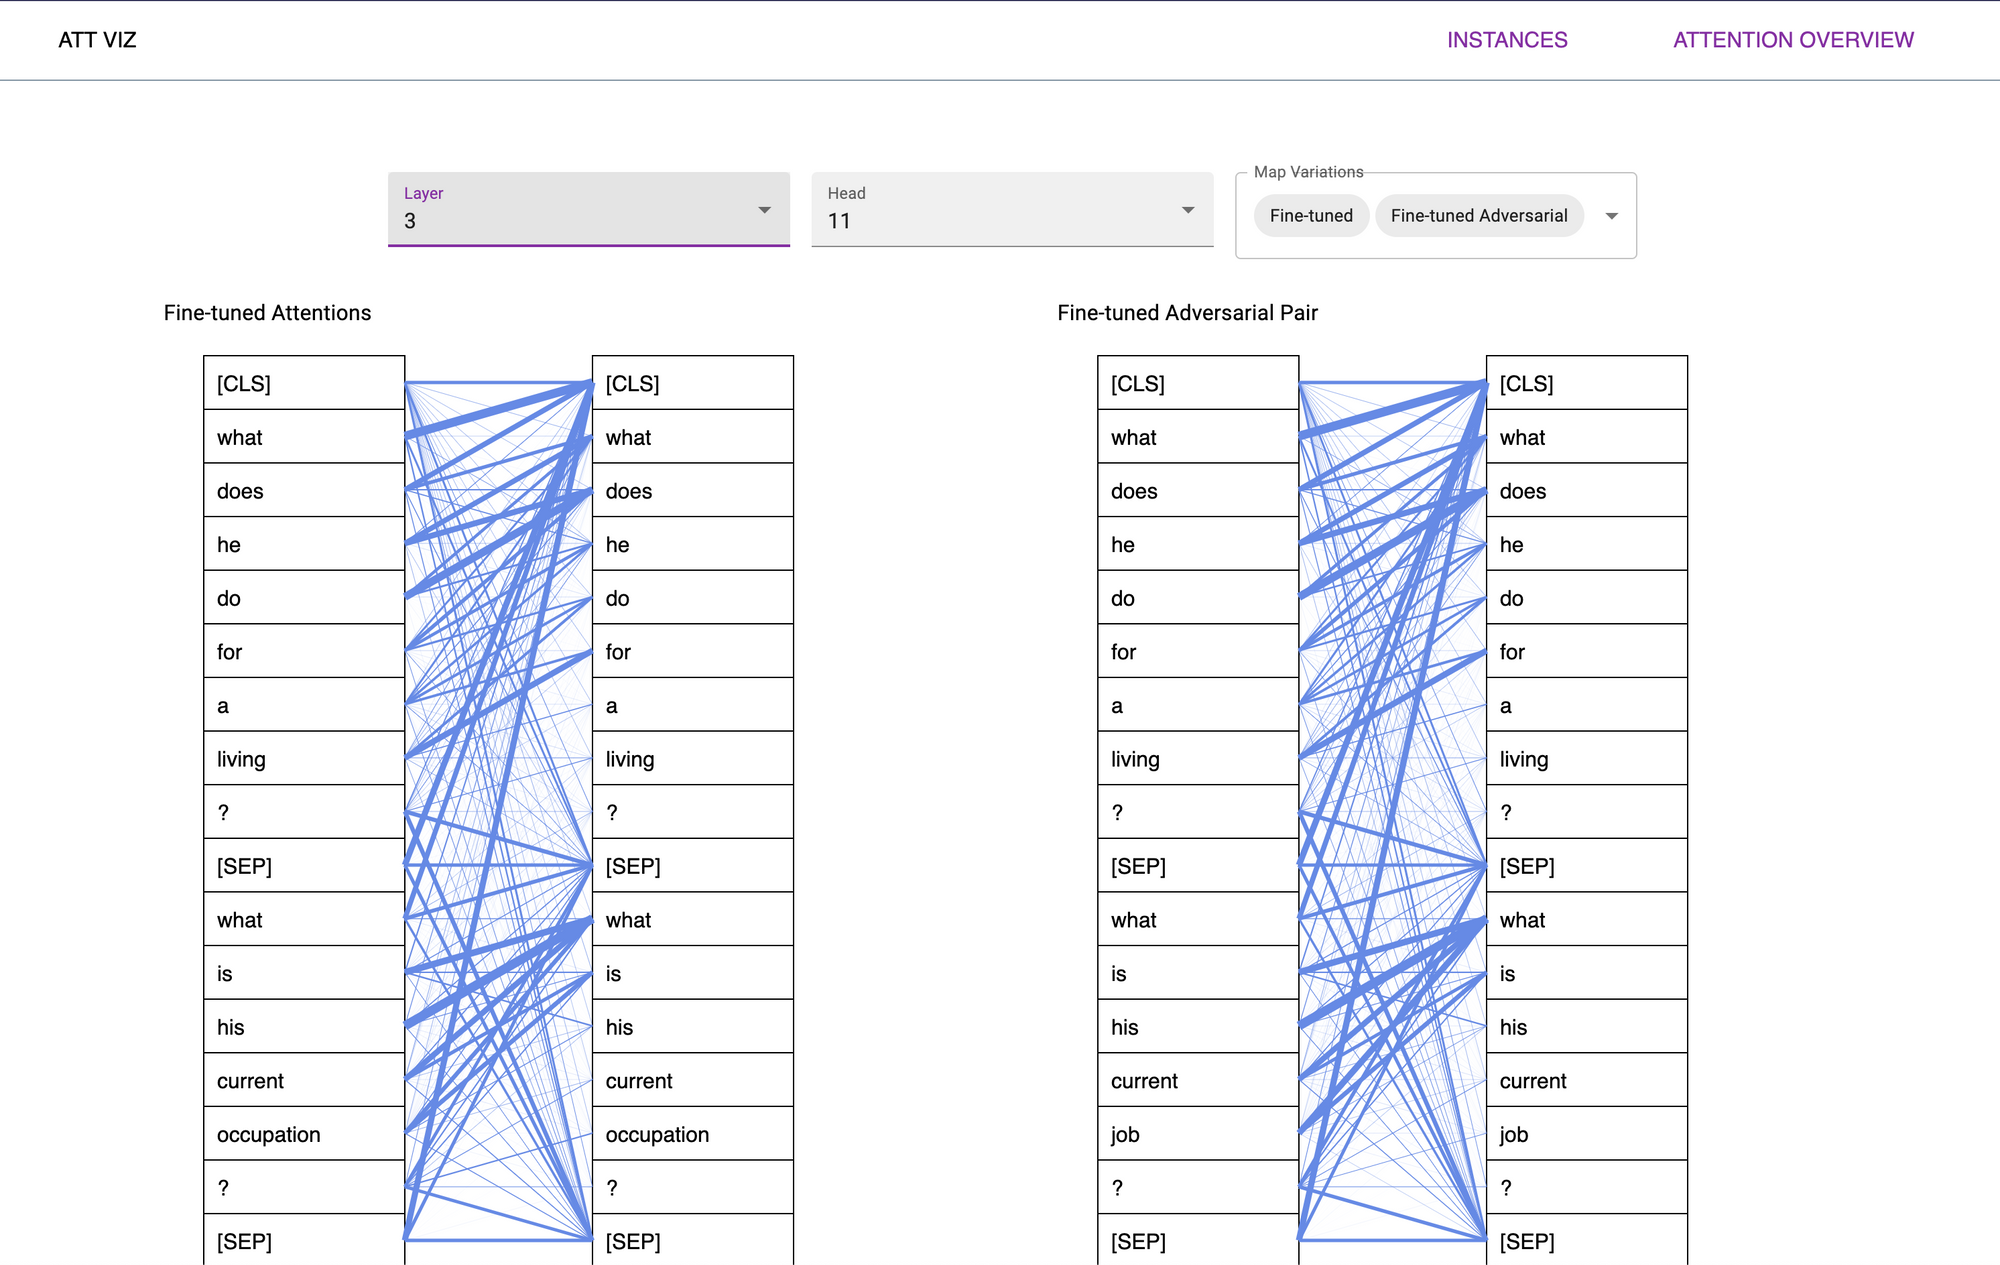 ATT VIZ INSTANCES ATTENTION OVERVIEW
Layer Head Map Variations
3 11 Fine-tuned Fine-tuned Adversarial
Fine-tuned Attentions Fine-tuned Adversarial Pair
[CLS] [CLS] [CLS] [CLS]
what what what what
does does does does
he he he he
do do do do
for for for for
a a a a
living living living living
? ? ? ?
[SEP] [SEP] [SEP] [SEP]
what what what what
is is is is
his his his his
current current current current
occupation occupation job job
? ? ? ?
[SEP] [SEP] [SEP] [SEP]